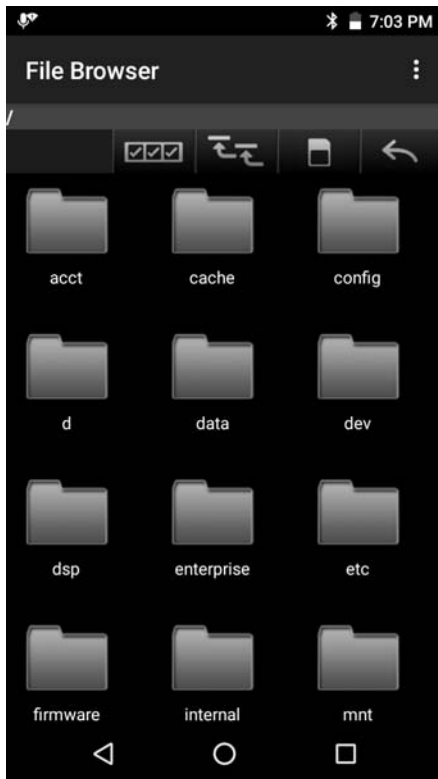 7:03 PM
File Browser
/
acct cache config
d data dev
dsp enterprise etc
firmware internal mnt